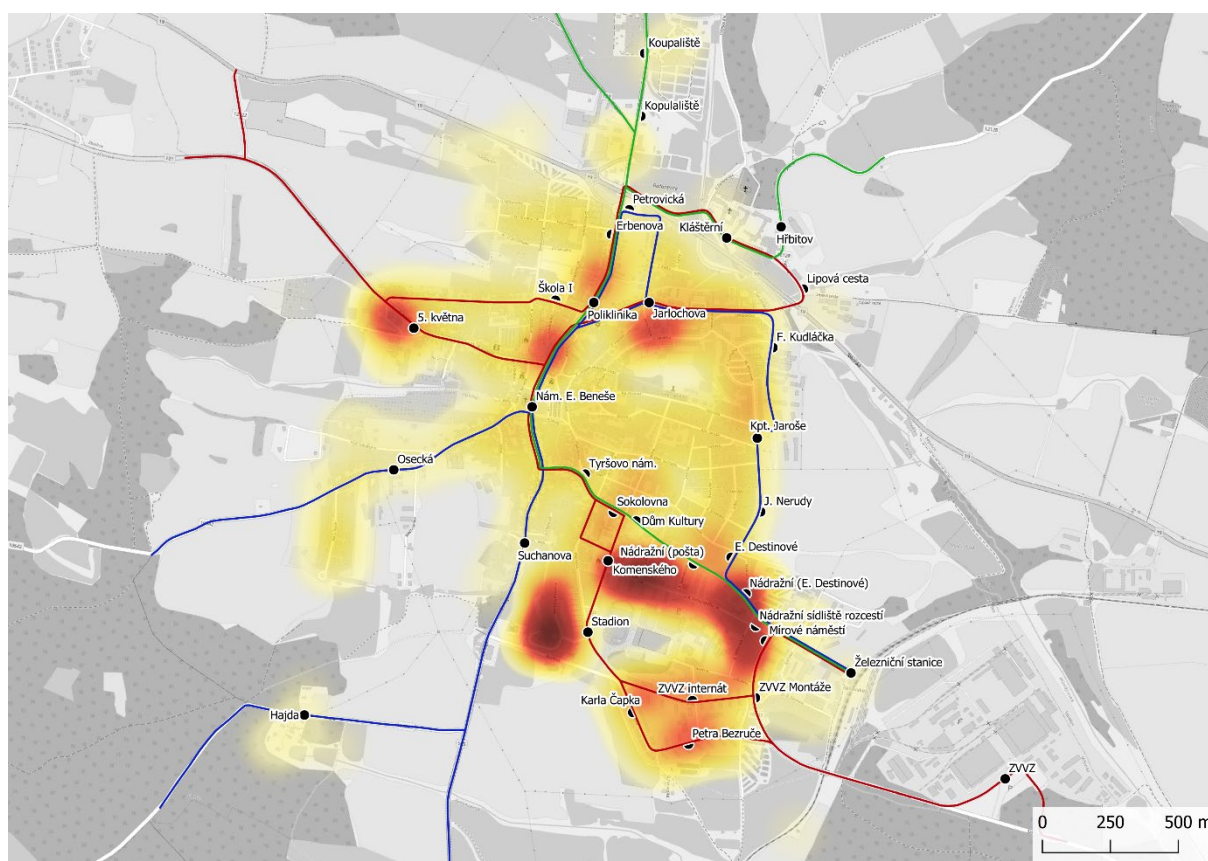 Koupaliště
Kopulaliště
Petrovická
Erbenova
Klášterní
Hřbitov
Škola I
Lipová cesta
Poliklinika
Jarlochova
5. května
F. Kudláčka
Nám. E. Beneše
Kpt. Jaroše
Osecká
Tyršovo nám.
Sokolovna
J. Nerudy
Dům Kultury
Suchanova
Nádražní (pošta)
E. Destinové
Komenského
Nádražní (E. Destinové)
Nádražní sídliště rozcestí
Stadion
Mírové náměstí
Železniční stanice
ZVVZ internát
ZVVZ Montáže
Karla Čapka
Hajda
Petra Bezruče
ZVVZ
0 250 500 m